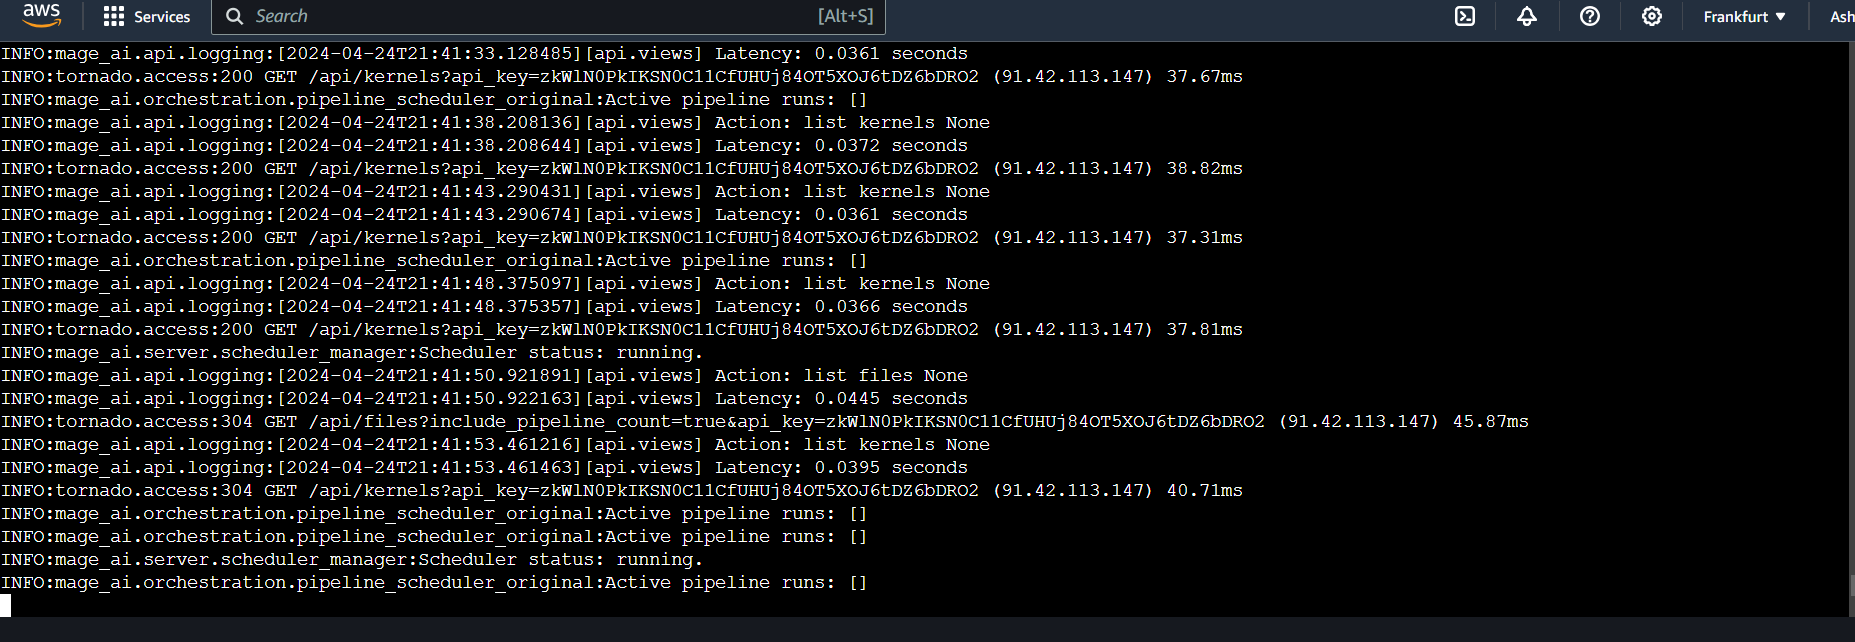 aws
Services
Search
[Alt+S]
Frankfurt
Ash
INFO:mage_ai.api.logging:[2024-04-24T21:41:33.128485][api.views] Latency: 0.0361 seconds
INFO:tornado.access:200 GET /api/kernels?api_key=zkWlN0PkIKSN0C11CfUHUj84OT5XOJ6tDZ6bDRO2 (91.42.113.147) 37.67ms
INFO:mage_ai.orchestration.pipeline_scheduler_original:Active pipeline runs: []
INFO:mage_ai.api.logging:[2024-04-24T21:41:38.208136][api.views] Action: list kernels None
INFO:mage_ai.api.logging:[2024-04-24T21:41:38.208644][api.views] Latency: 0.0372 seconds
INFO:tornado.access:200 GET /api/kernels?api_key=zkWlN0PkIKSN0C11CfUHUj84OT5XOJ6tDZ6bDRO2 (91.42.113.147) 38.82ms
INFO:mage_ai.api.logging:[2024-04-24T21:41:43.290431][api.views] Action: list kernels None
INFO:mage_ai.api.logging:[2024-04-24T21:41:43.290674][api.views] Latency: 0.0361 seconds
INFO:tornado.access:200 GET /api/kernels?api_key=zkWlN0PkIKSN0C11CfUHUj84OT5XOJ6tDZ6bDRO2 (91.42.113.147) 37.31ms
INFO:mage_ai.orchestration.pipeline_scheduler_original:Active pipeline runs: []
INFO:mage_ai.api.logging:[2024-04-24T21:41:48.375097][api.views] Action: list kernels None
INFO:mage_ai.api.logging:[2024-04-24T21:41:48.375357][api.views] Latency: 0.0366 seconds
INFO:tornado.access:200 GET /api/kernels?api_key=zkWlN0PkIKSN0C11CfUHUj84OT5XOJ6tDZ6bDRO2 (91.42.113.147) 37.81ms
INFO:mage_ai.server.scheduler_manager:Scheduler status: running.
INFO:mage_ai.api.logging:[2024-04-24T21:41:50.921891][api.views] Action: list files None
INFO:mage_ai.api.logging:[2024-04-24T21:41:50.922163][api.views] Latency: 0.0445 seconds
INFO:tornado.access:304 GET /api/files?include_pipeline_count=true&api_key=zkWlN0PkIKSN0C11CfUHUj84OT5XOJ6tDZ6bDRO2 (91.42.113.147) 45.87ms
INFO:mage_ai.api.logging:[2024-04-24T21:41:53.461216][api.views] Action: list kernels None
INFO:mage_ai.api.logging:[2024-04-24T21:41:53.461463][api.views] Latency: 0.0395 seconds
INFO:tornado.access:304 GET /api/kernels?api_key=zkWlN0PkIKSN0C11CfUHUj84OT5XOJ6tDZ6bDRO2 (91.42.113.147) 40.71ms
INFO:mage_ai.orchestration.pipeline_scheduler_original:Active pipeline runs: []
INFO:mage_ai.orchestration.pipeline_scheduler_original:Active pipeline runs: []
INFO:mage_ai.server.scheduler_manager:Scheduler status: running.
INFO:mage_ai.orchestration.pipeline_scheduler_original:Active pipeline runs: []